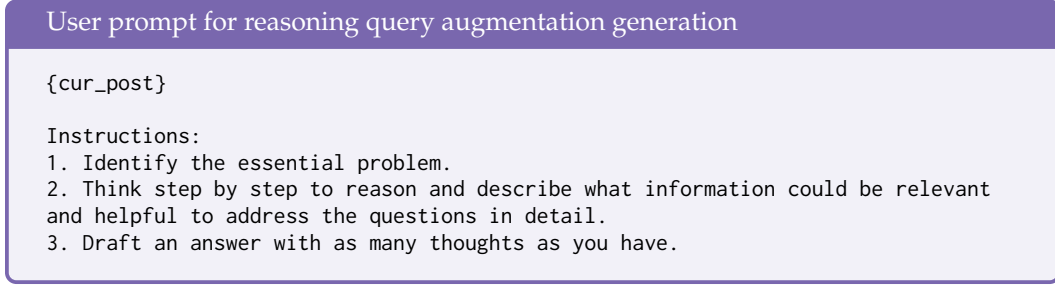 User prompt for reasoning query augmentation generation
{cur_post}
Instructions:
1. Identify the essential problem.
2. Think step by step to reason and describe what information could be relevant
and helpful to address the questions in detail.
3. Draft an answer with as many thoughts as you have.